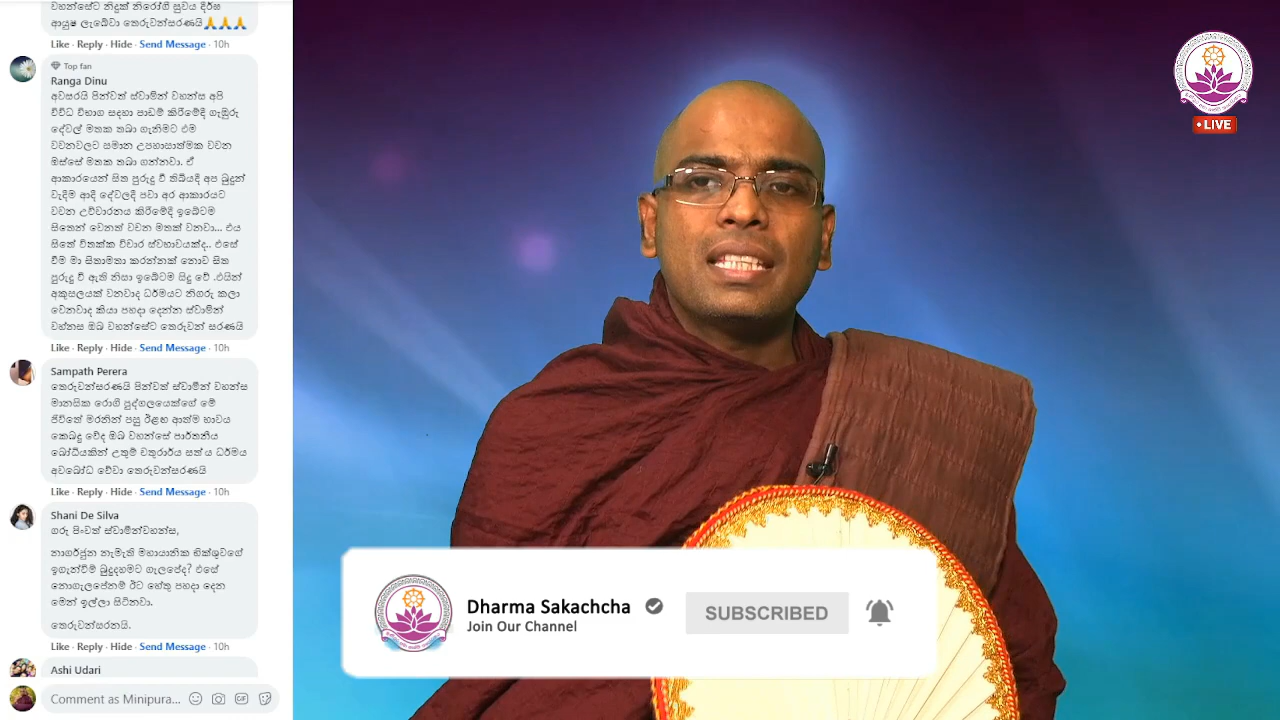 වහන්සේට නිදුක් නිරෝගී සුවය දීර්ඝ
ආයුෂ ලැබේවා තෙරුවන්සරණයි🙏🙏🙏
Like · Reply · Hide · Send Message · 10h
Top fan
Ranga Dinu
අවසරයි පින්වත් ස්වාමින් වහන්ස අපි
විවිධ විභාග සඳහා පාඩම් කිරීමේදී ගැඹුරු
දේවල් මතක තබා ගැනිමට එම
වචනවලට සමාන උපහාසාත්මක වචන
ඔස්සේ මතක තබා ගන්නවා. ඒ
ආකාරයෙන් සිත පුරුදු වී තිබියදී අප බුදුන්
වැදීම් ආදී දේවලදී පවා අර ආකාරයට
වචන උච්චාරනය කිරීමේදී ඉබේටම
සිතෙන් වෙනත් වචන මතක් වනවා... එය
සිතේ විතක්ක විචාර ස්වභාවයක්ද.. එසේ
වීම මා සිතාමතා කරන්නක් නොව සිත
පුරුදු වි ඇති නිසා ඉබේටම සිදු වේ .එයින්
අකුසලයක් වනවාද ධර්මයට නිගරු කලා
වෙනවාද කියා පහදා දෙන්න ස්වාමින්
වහ්නස ඔබ වහන්සේට තෙරුවන් සරණයි
Like · Reply · Hide · Send Message · 10h
Sampath Perera
තෙරුවන්සරණයි පින්වත් ස්වාමින් වහන්ස
මානසික රෝගි පුද්ගලයෙක්ගේ මේ
ජීවිතේ මරනින් පසු ඊළඟ ආත්ම භාවය
කෙබදු වේද ඔබ වහන්සේ පාර්තනීය
බෝධියකින් උතුම් චතුරාර්ය සත්ය ධර්මය
අවබෝධ වේවා තෙරුවන්සරණයි
Like · Reply · Hide · Send Message · 10h
Shani De Silva
ගරු පිංවත් ස්වාමීන්වහන්ස,
නාගර්ජුන නැමැති මහායානික භික්ශුවගේ
ඉගැන්වීම් බුදුදහමට ගැලපේද? එසේ
නොගැලපේනම් ඊට හේතු පහදා දෙන
මෙන් ඉල්ලා සිටිනවා.
තෙරුවන්සරනයි.
Like · Reply · Hide · Send Message · 10h
Ashi Udari
Comment as Minipura...
LIVE
Dharma Sakachcha
Join Our Channel
SUBSCRIBED